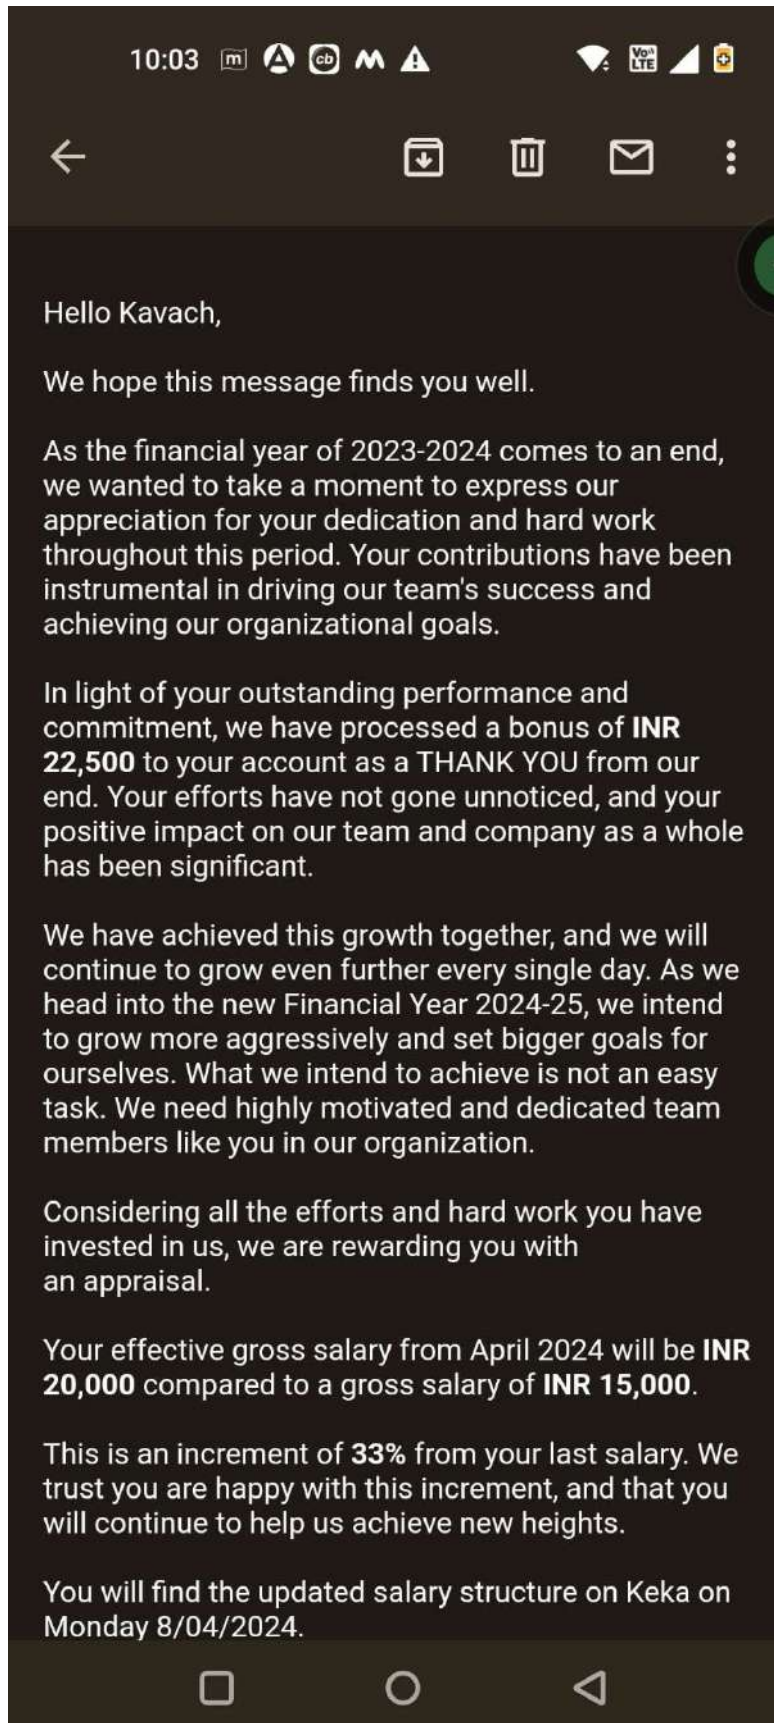 10:03 m cb Vo)) LTE
Hello Kavach,
We hope this message finds you well.
As the financial year of 2023-2024 comes to an end,
we wanted to take a moment to express our
appreciation for your dedication and hard work
throughout this period. Your contributions have been
instrumental in driving our team's success and
achieving our organizational goals.
In light of your outstanding performance and
commitment, we have processed a bonus of INR
22,500 to your account as a THANK YOU from our
end. Your efforts have not gone unnoticed, and your
positive impact on our team and company as a whole
has been significant.
We have achieved this growth together, and we will
continue to grow even further every single day. As we
head into the new Financial Year 2024-25, we intend
to grow more aggressively and set bigger goals for
ourselves. What we intend to achieve is not an easy
task. We need highly motivated and dedicated team
members like you in our organization.
Considering all the efforts and hard work you have
invested in us, we are rewarding you with
an appraisal.
Your effective gross salary from April 2024 will be INR
20,000 compared to a gross salary of INR 15,000.
This is an increment of 33% from your last salary. We
trust you are happy with this increment, and that you
will continue to help us achieve new heights.
You will find the updated salary structure on Keka on
Monday 8/04/2024.